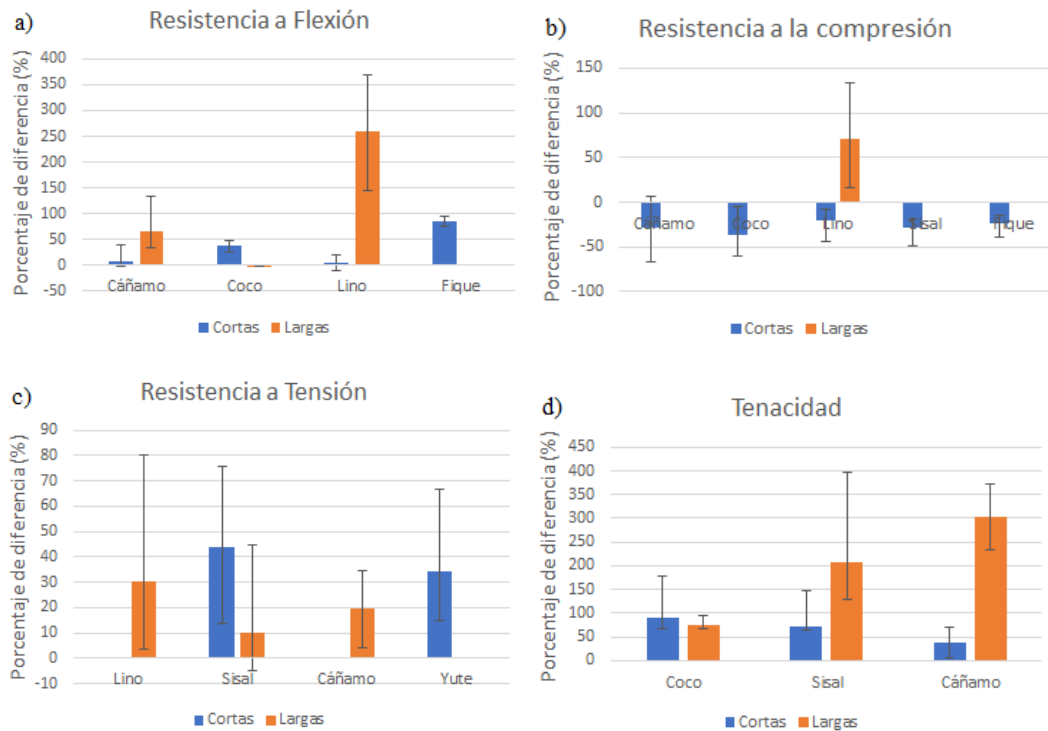 a)
Resistencia a Flexión
Porcentaje de diferencia (%)
400
350
300
250
200
150
100
50
0
-50
Cáñamo Coco Lino Fique
Cortas Largas
b)
Resistencia a la compresión
Porcentaje de diferencia (%)
150
100
50
0
-50
-100
Cáñamo Coco Lino Sisal Fique
Cortas Largas
c)
Resistencia a Tensión
Porcentaje de diferencia (%)
90
80
70
60
50
40
30
20
10
0
-10
Lino Sisal Cáñamo Yute
Cortas Largas
d)
Tenacidad
Porcentaje de diferencia (%)
450
400
350
300
250
200
150
100
50
0
Coco Sisal Cáñamo
Cortas Largas